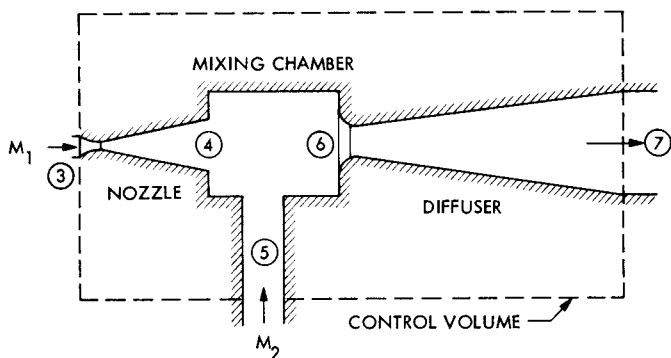 MIXING CHAMBER
M1
3
4
6
7
NOZZLE
DIFFUSER
5
M2
CONTROL VOLUME